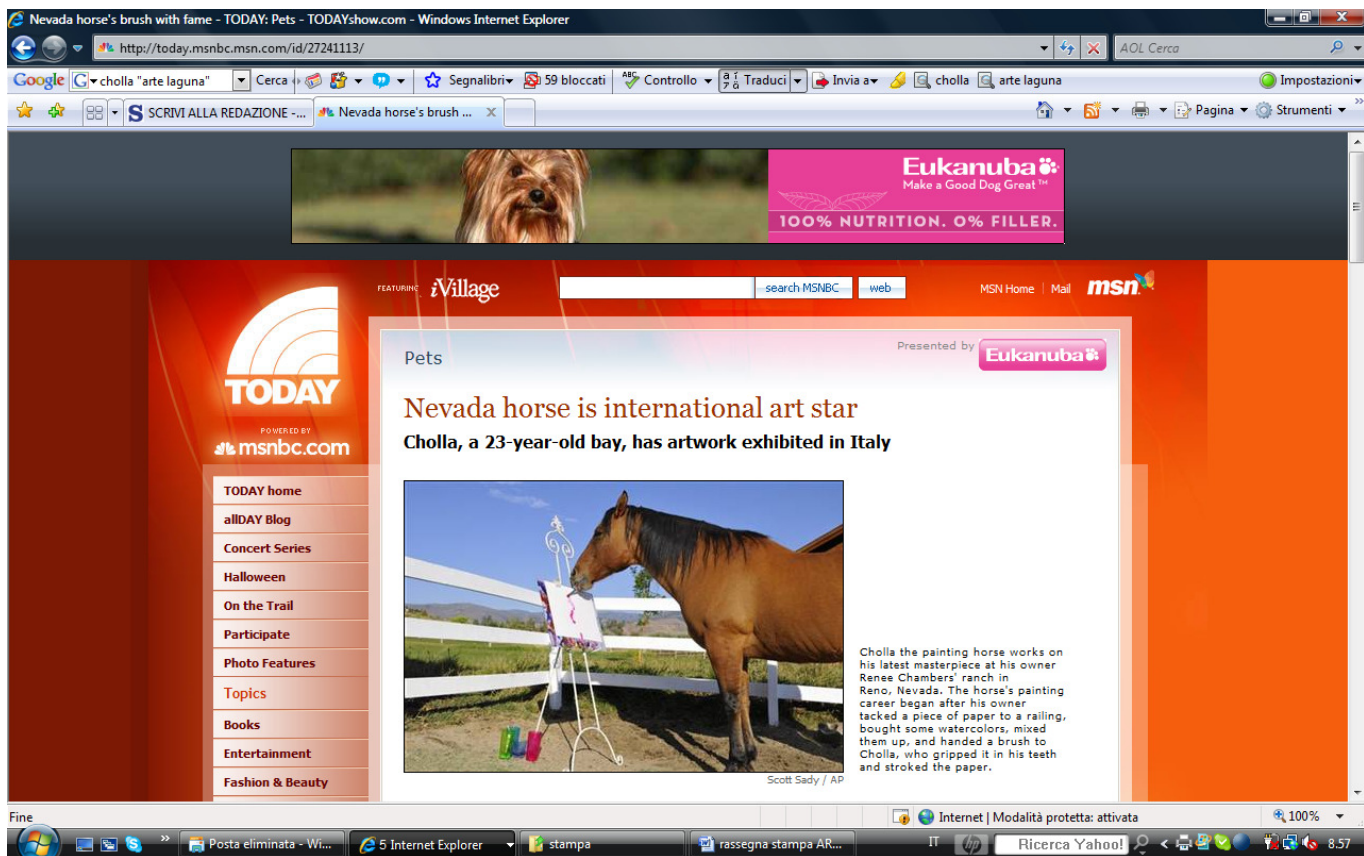 Nevada horse's brush with fame - TODAY: Pets - TODAYshow.com - Windows Internet Explorer
http://today.msnbc.msn.com/id/27241113/
AOL Cerca
Google
cholla "arte laguna"
Cerca
Segnalibri
59 bloccati
Controllo
Traduci
Invia a
cholla
arte laguna
Impostazioni
SCRIVI ALLA REDAZIONE -...
Nevada horse's brush ...
Pagina
Strumenti
Eukanuba
Make a Good Dog Great™
100% NUTRITION. 0% FILLER.
FEATURING iVillage
search MSNBC
web
MSN Home | Mail
msn
TODAY
POWERED BY
msnbc.com
Pets
Presented by
Eukanuba
Nevada horse is international art star
Cholla, a 23-year-old bay, has artwork exhibited in Italy
TODAY home
allDAY Blog
Concert Series
Halloween
On the Trail
Participate
Photo Features
Topics
Books
Entertainment
Fashion & Beauty
Cholla the painting horse works on
his latest masterpiece at his owner
Renee Chambers' ranch in
Reno, Nevada. The horse's painting
career began after his owner
tacked a piece of paper to a railing,
bought some watercolors, mixed
them up, and handed a brush to
Cholla, who gripped it in his teeth
and stroked the paper.
Scott Sady / AP
Fine
Internet | Modalità protetta: attivata
100%
Posta eliminata - Wi...
5 Internet Explorer
stampa
rassegna stampa AR...
IT
hp
Ricerca Yahoo!
8.57